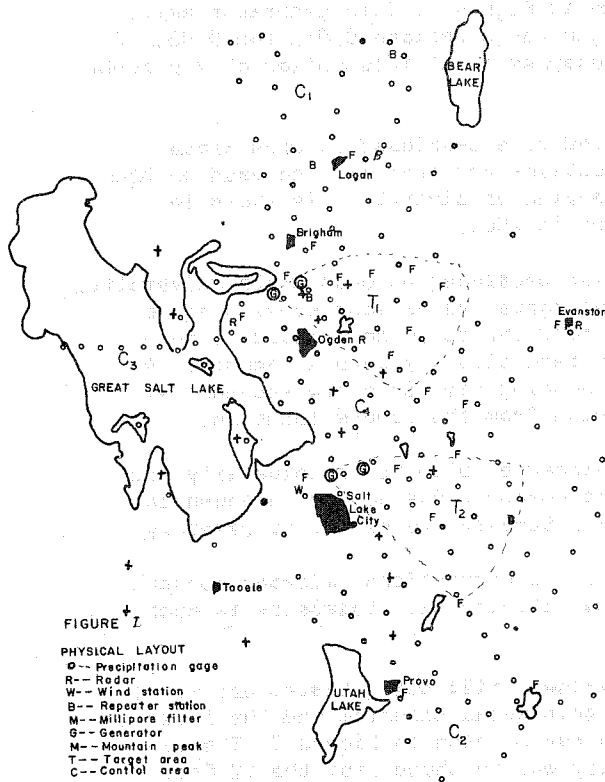 B
C1
BEAR
LAKE
F B
B
Logan
Brigham
F
G
F G F
B
F F
F
T1
F
Evanston
F R
R
Ogden R
F
C3
GREAT SALT LAKE
C4
F
F
F
G G
W
Salt
Lake
City
T2
F
B
Tooele
F
FIGURE I
PHYSICAL LAYOUT
O-- Precipitation gage
R-- Radar
W-- Wind station
B-- Repeater station
M-- Millipore filter
G-- Generator
M-- Mountain peak
T-- Target area
C-- Control area
UTAH
LAKE
Provo
F
F
C2